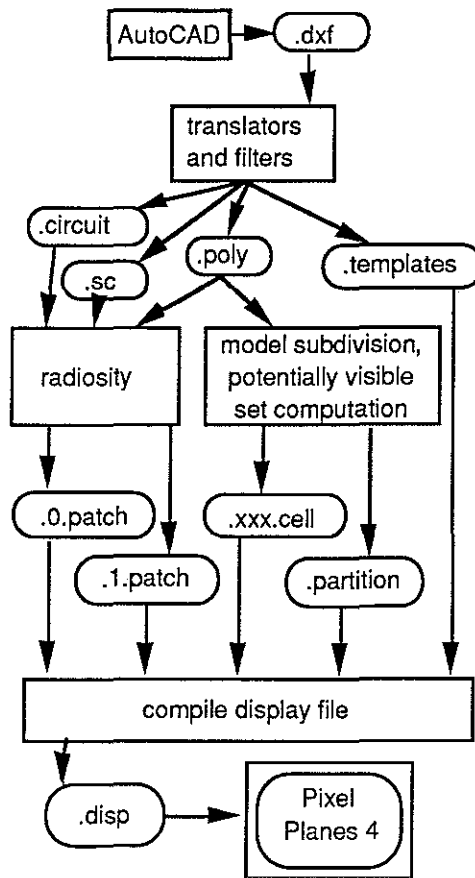 AutoCAD
.dxf
translators
and filters
.circuit
.sc
.poly
.templates
radiosity
model subdivision,
potentially visible
set computation
.0.patch
.xxx.cell
.1.patch
.partition
compile display file
.disp
Pixel
Planes 4